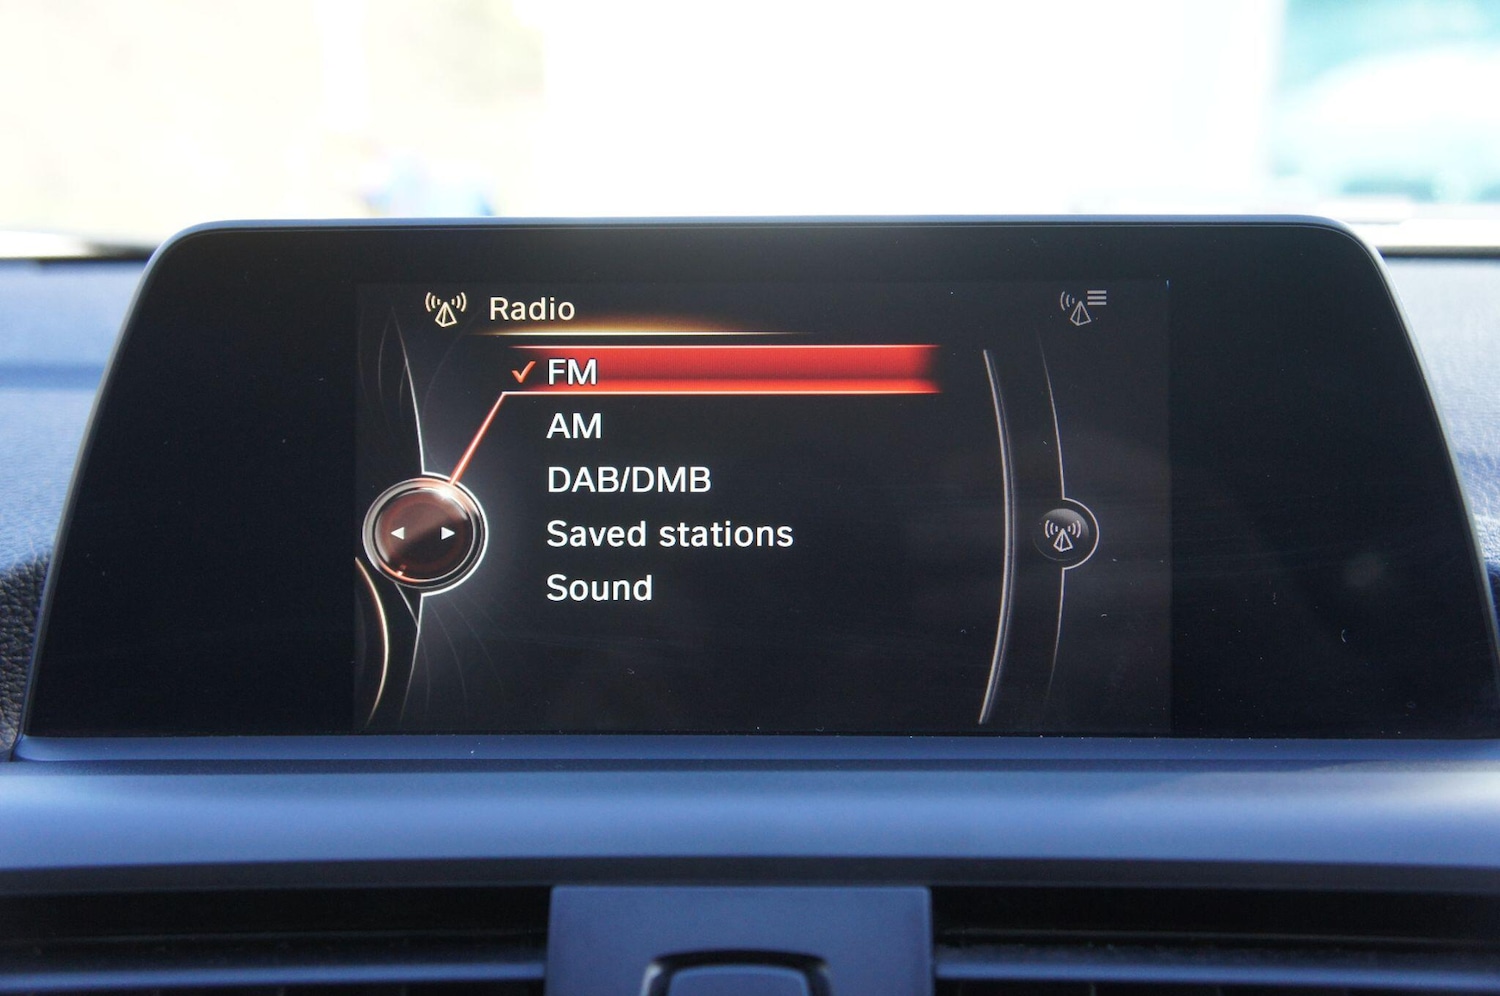 Radio
FM
AM
DAB/DMB
Saved stations
Sound